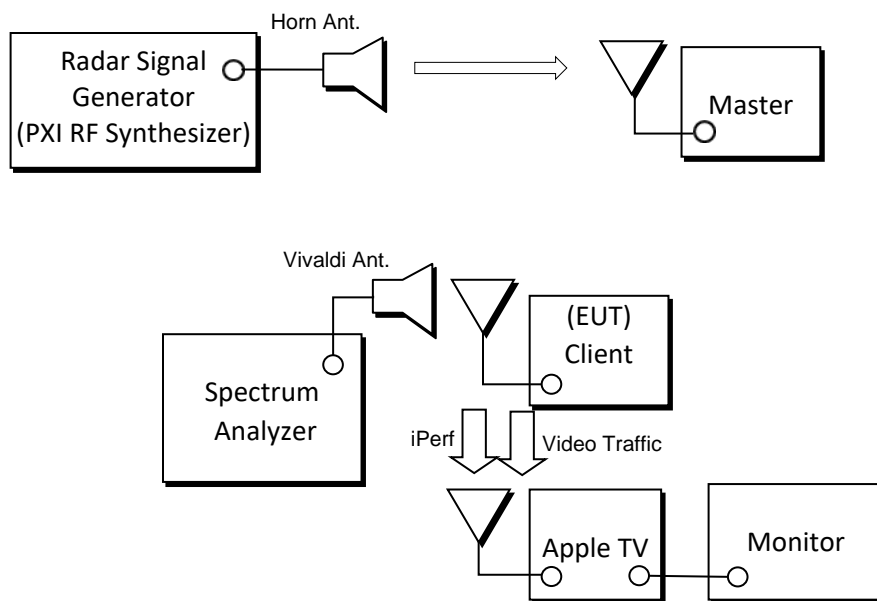 Horn Ant.
Radar Signal
Generator
(PXI RF Synthesizer)
Master
Vivaldi Ant.
(EUT)
Client
Spectrum
Analyzer
iPerf
Video Traffic
Apple TV
Monitor